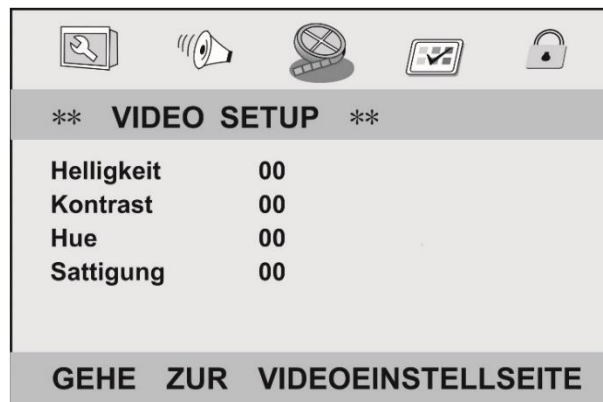 ** VIDEO SETUP **
Helligkeit 00
Kontrast 00
Hue 00
Sattigung 00
GEHE ZUR VIDEOEINSTELLSEITE